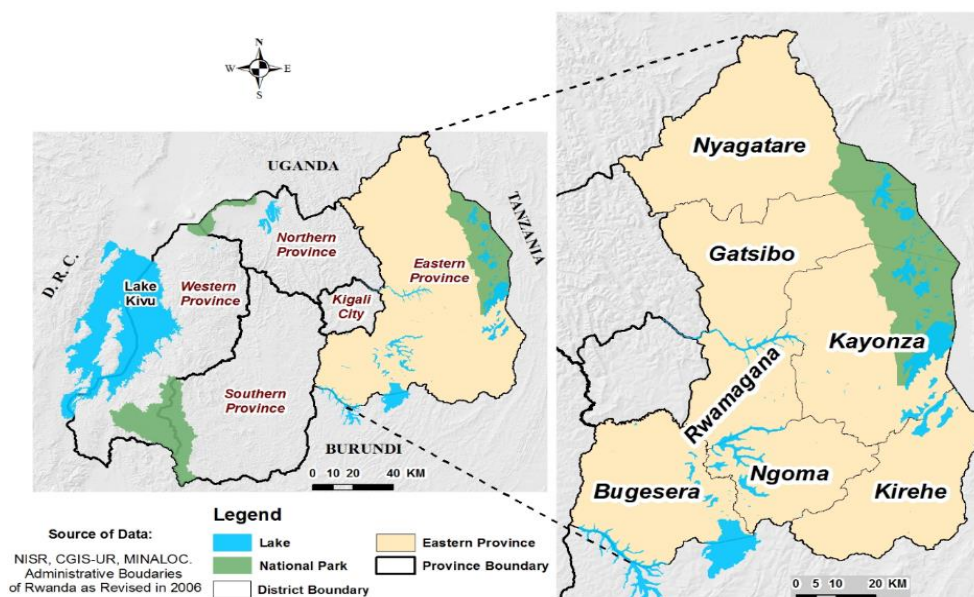 N
W E
S
UGANDA
TANZANIA
D. R. C.
Northern
Province
Eastern
Province
Lake
Kivu
Western
Province
Kigali
City
Southern
Province
BURUNDI
0 10 20 40 KM
Source of Data:
NISR, CGIS-UR, MINALOC.
Administrative Boudaries
of Rwanda as Revised in 2006
Legend
Lake
National Park
District Boundary
Eastern Province
Province Boundary
Nyagatare
Gatsibo
Kayonza
Rwamagana
Ngoma
Bugesera
Kirehe
0 5 10 20 KM